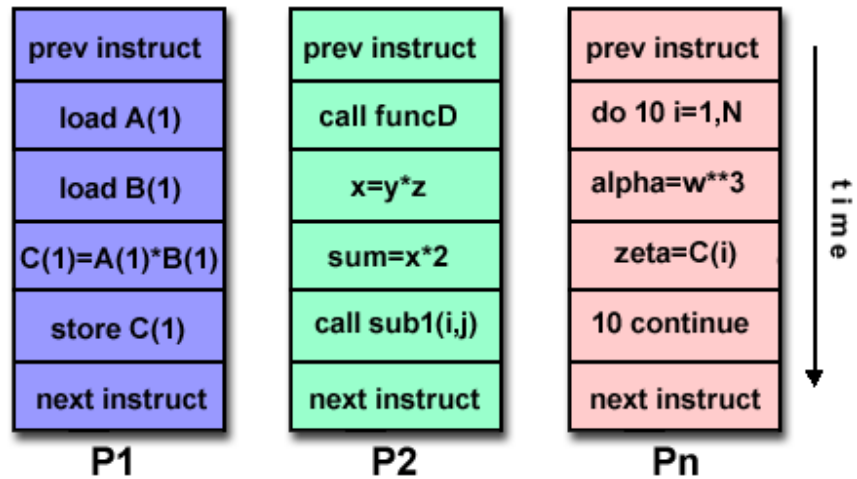 prev instruct
load A(1)
load B(1)
C(1)=A(1)*B(1)
store C(1)
next instruct
P1
prev instruct
call funcD
x=y*z
sum=x*2
call sub1(i,j)
next instruct
P2
prev instruct
do 10 i=1,N
alpha=w**3
zeta=C(i)
10 continue
next instruct
Pn
time